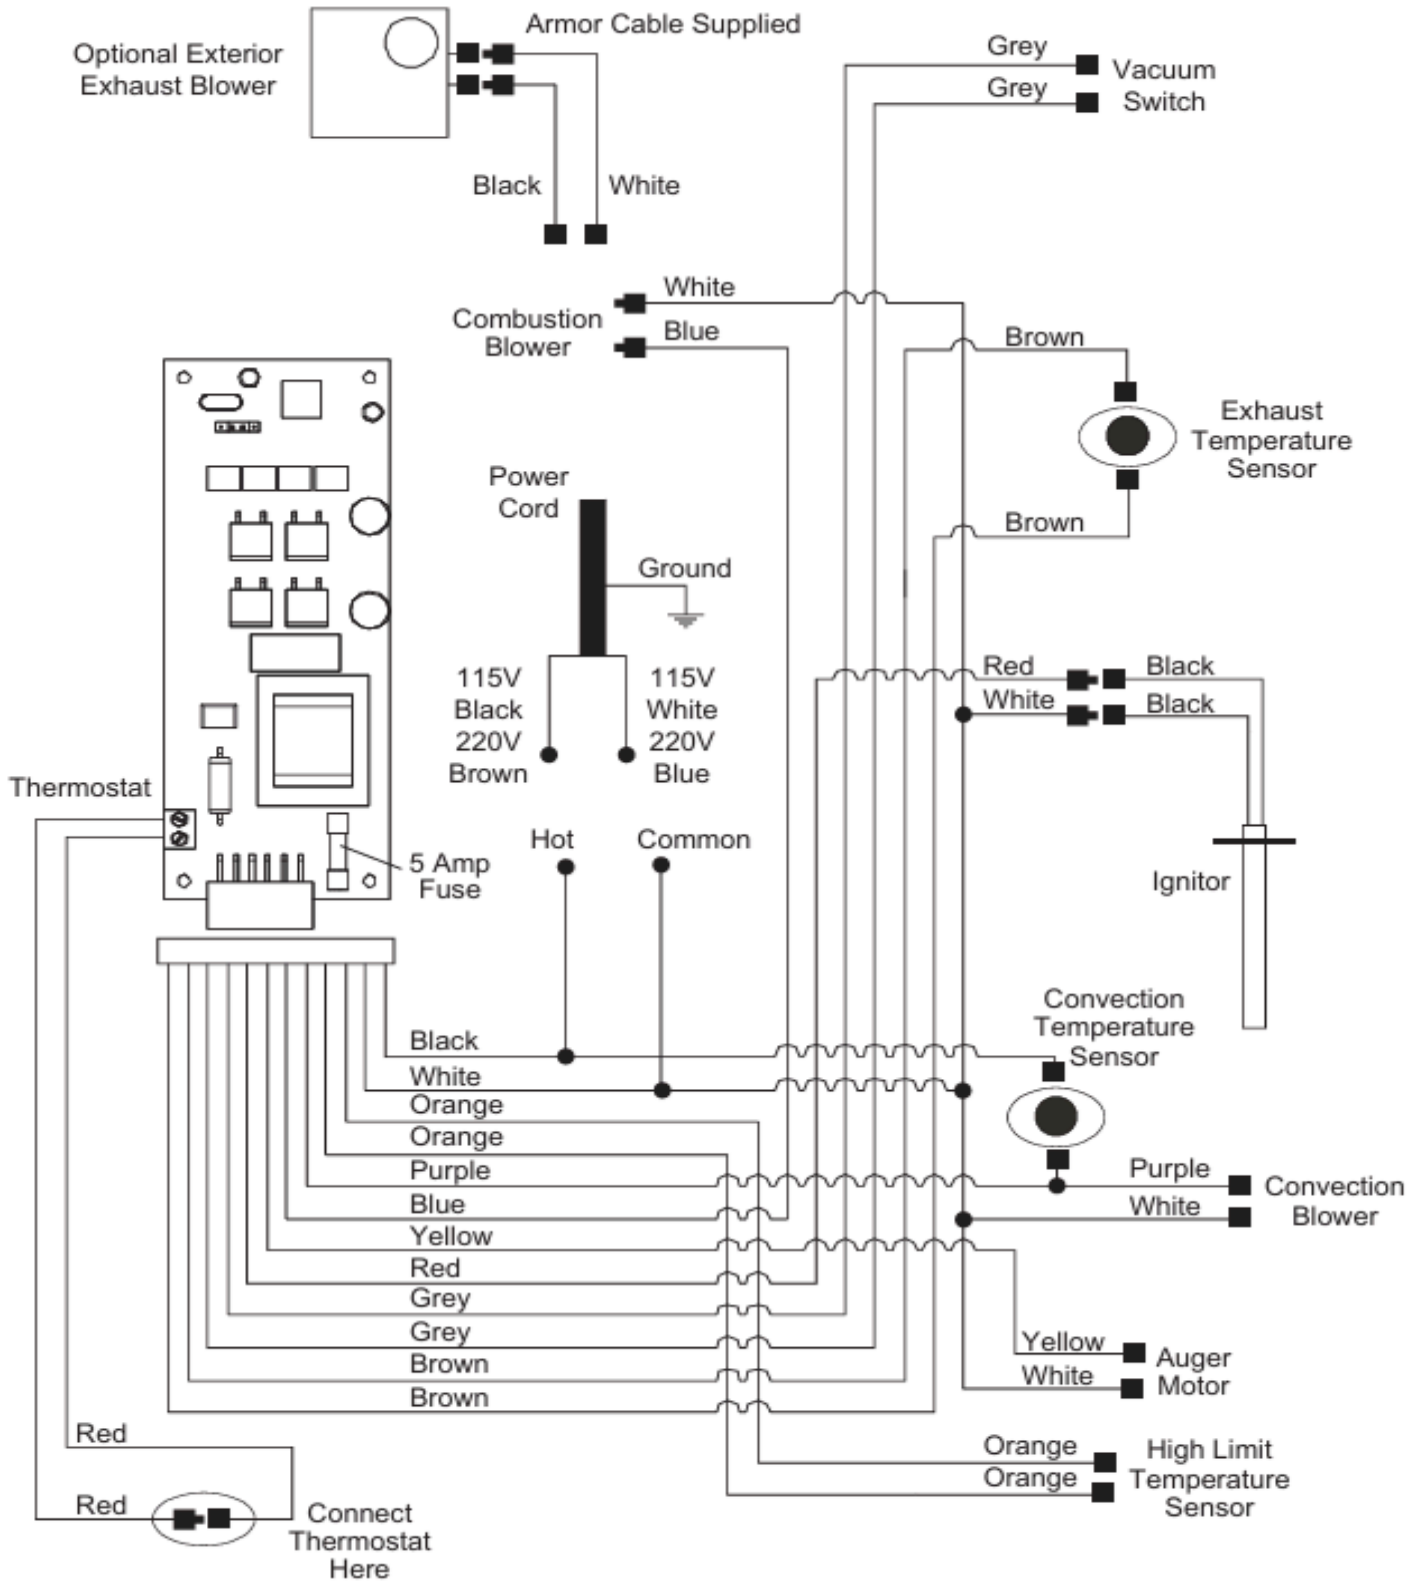 Armor Cable Supplied
Optional Exterior
Exhaust Blower
Grey
Vacuum
Grey
Switch
Black
White
White
Combustion
Blower
Blue
Brown
Exhaust
Temperature
Sensor
Brown
Power
Cord
Ground
115V
Black
220V
Brown
115V
White
220V
Blue
Red
Black
White
Black
Ignitor
Thermostat
5 Amp
Fuse
Hot
Common
Convection
Temperature
Sensor
Black
White
Orange
Orange
Purple
Blue
Yellow
Red
Grey
Grey
Brown
Brown
Purple
White
Convection
Blower
Yellow
White
Auger
Motor
Orange
Orange
High Limit
Temperature
Sensor
Red
Red
Connect
Thermostat
Here